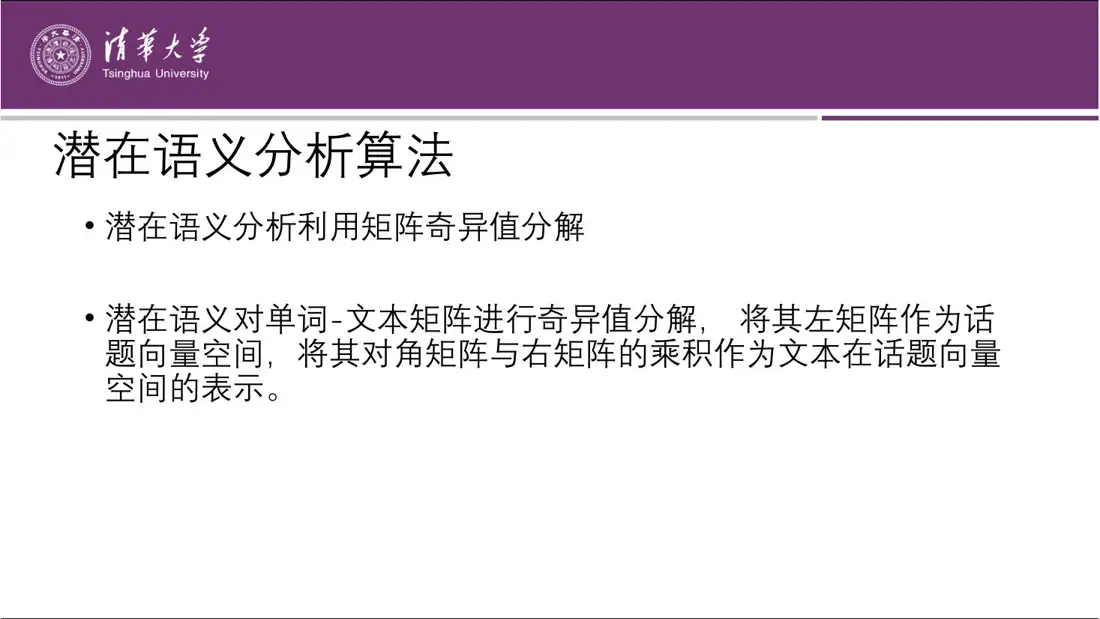 清华大学
Tsinghua University
潜在语义分析算法
• 潜在语义分析利用矩阵奇异值分解
• 潜在语义对单词-文本矩阵进行奇异值分解， 将其左矩阵作为话
题向量空间，将其对角矩阵与右矩阵的乘积作为文本在话题向量
空间的表示。